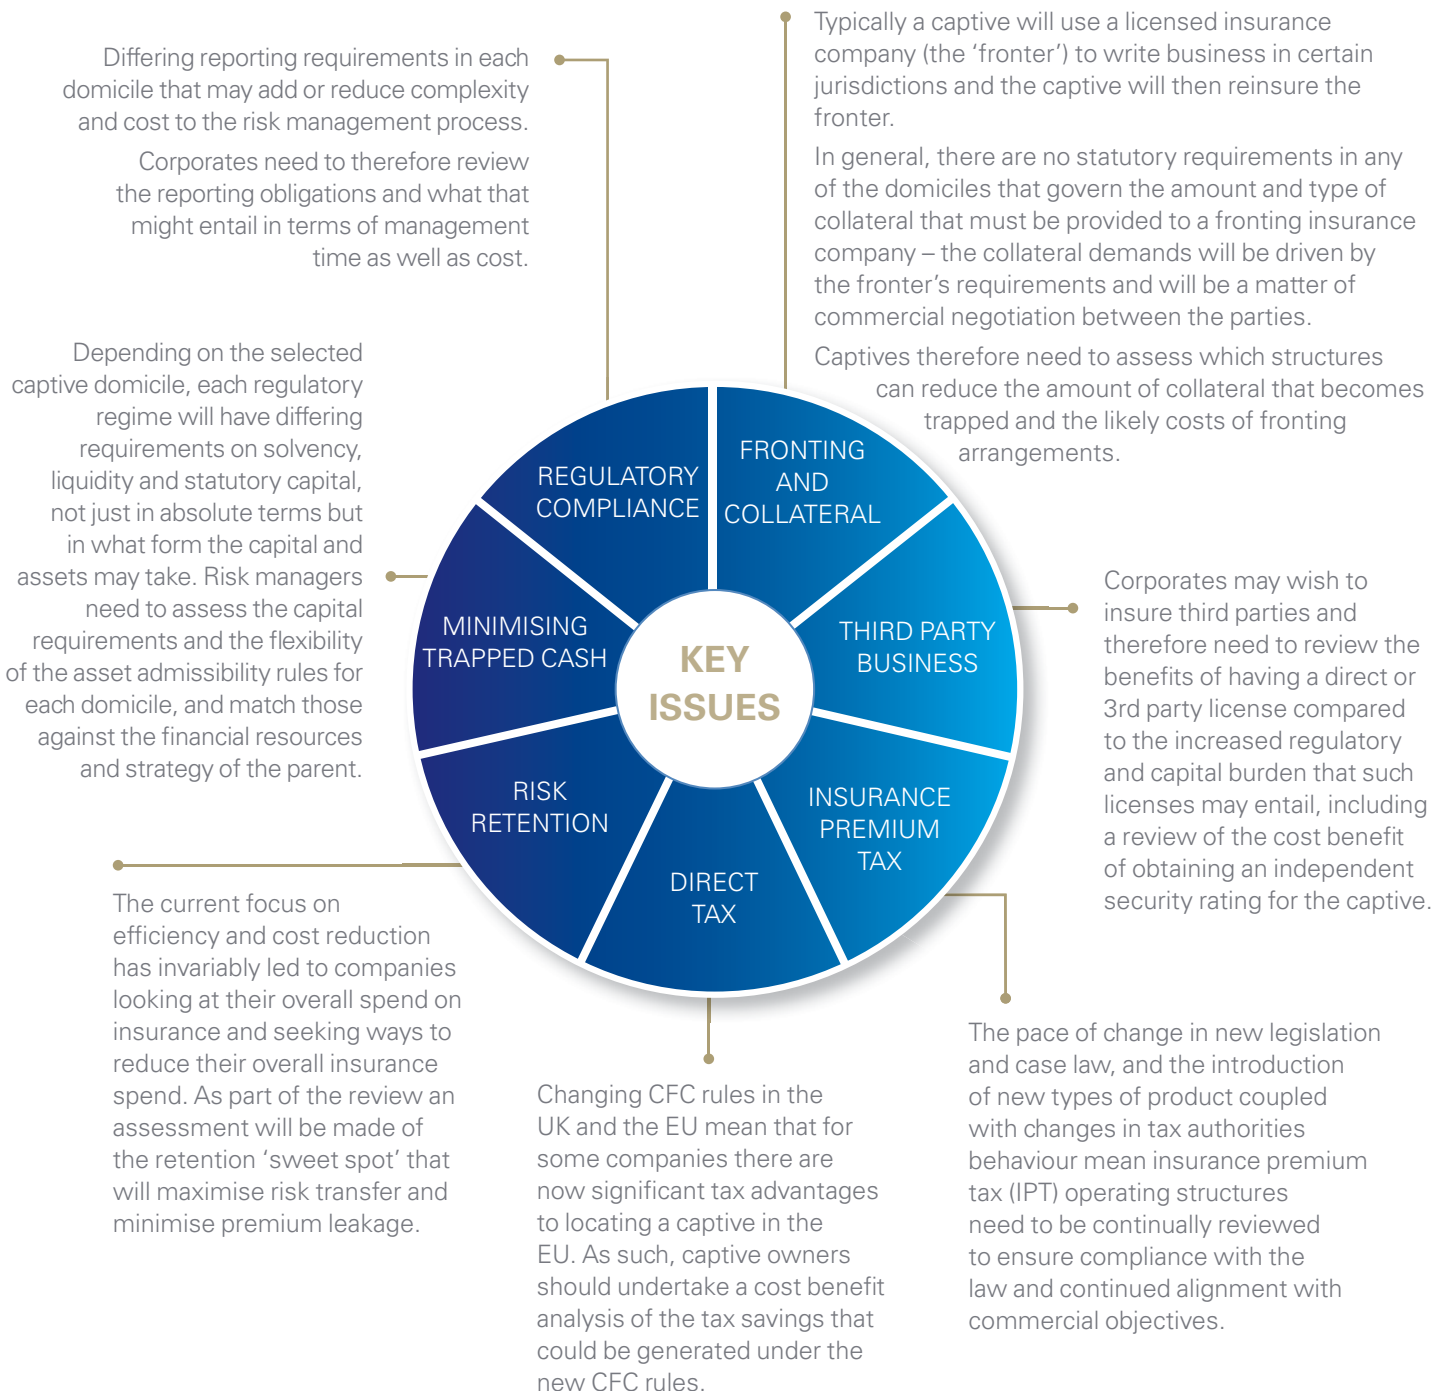 Differing reporting requirements in each
domicile that may add or reduce complexity
and cost to the risk management process.
Corporates need to therefore review
the reporting obligations and what that
might entail in terms of management
time as well as cost.
Typically a captive will use a licensed insurance
company (the ‘fronter’) to write business in certain
jurisdictions and the captive will then reinsure the
fronter.
In general, there are no statutory requirements in any
of the domiciles that govern the amount and type of
collateral that must be provided to a fronting insurance
company – the collateral demands will be driven by
the fronter’s requirements and will be a matter of
commercial negotiation between the parties.
Captives therefore need to assess which structures
can reduce the amount of collateral that becomes
trapped and the likely costs of fronting
arrangements.
Depending on the selected
captive domicile, each regulatory
regime will have differing
requirements on solvency,
liquidity and statutory capital,
not just in absolute terms but
in what form the capital and
assets may take. Risk managers
need to assess the capital
requirements and the flexibility
of the asset admissibility rules for
each domicile, and match those
against the financial resources
and strategy of the parent.
REGULATORY
COMPLIANCE
FRONTING
AND
COLLATERAL
MINIMISING
TRAPPED CASH
KEY
ISSUES
THIRD PARTY
BUSINESS
RISK
RETENTION
DIRECT
TAX
INSURANCE
PREMIUM
TAX
Corporates may wish to
insure third parties and
therefore need to review the
benefits of having a direct or
3rd party license compared
to the increased regulatory
and capital burden that such
licenses may entail, including
a review of the cost benefit
of obtaining an independent
security rating for the captive.
The current focus on
efficiency and cost reduction
has invariably led to companies
looking at their overall spend on
insurance and seeking ways to
reduce their overall insurance
spend. As part of the review an
assessment will be made of
the retention ‘sweet spot’ that
will maximise risk transfer and
minimise premium leakage.
Changing CFC rules in the
UK and the EU mean that for
some companies there are
now significant tax advantages
to locating a captive in the
EU. As such, captive owners
should undertake a cost benefit
analysis of the tax savings that
could be generated under the
new CFC rules.
The pace of change in new legislation
and case law, and the introduction
of new types of product coupled
with changes in tax authorities
behaviour mean insurance premium
tax (IPT) operating structures
need to be continually reviewed
to ensure compliance with the
law and continued alignment with
commercial objectives.